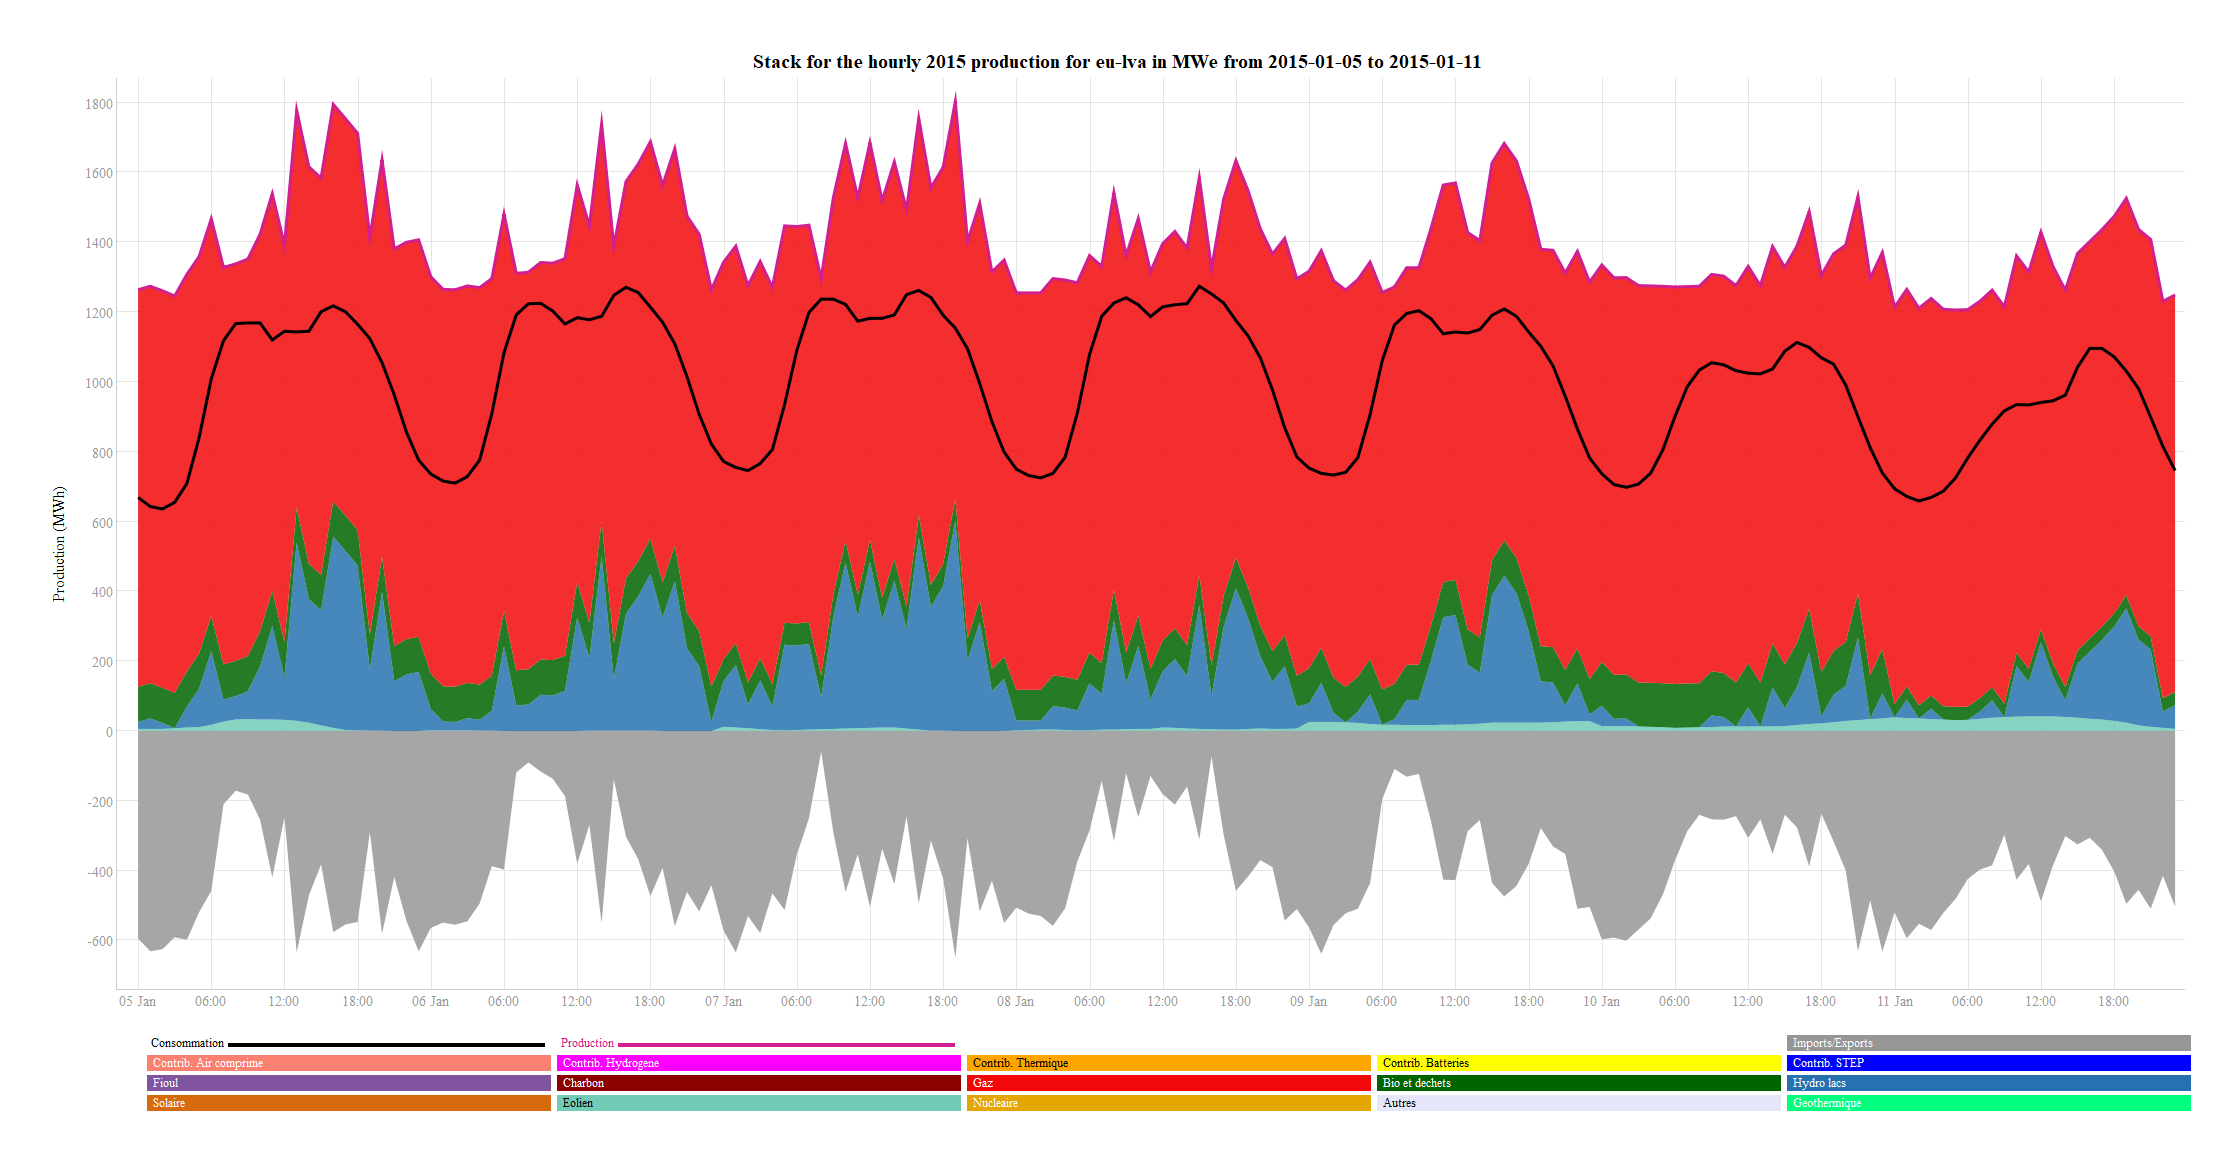 Stack for the hourly 2015 production for eu-lva in MWe from 2015-01-05 to 2015-01-11
Production (MWh)
1800
1600
1400
1200
1000
800
600
400
200
0
-200
-400
-600
05 Jan 06:00 12:00 18:00 06 Jan 06:00 12:00 18:00 07 Jan 06:00 12:00 18:00 08 Jan 06:00 12:00 18:00 09 Jan 06:00 12:00 18:00 10 Jan 06:00 12:00 18:00 11 Jan 06:00 12:00 18:00
Consommation Production Imports/Exports
Contrib. Air comprime Contrib. Hydrogene Contrib. Thermique Contrib. Batteries Contrib. STEP
Fioul Charbon Gaz Bio et dechets Hydro lacs
Solaire Eolien Nucleaire Autres Geothermique